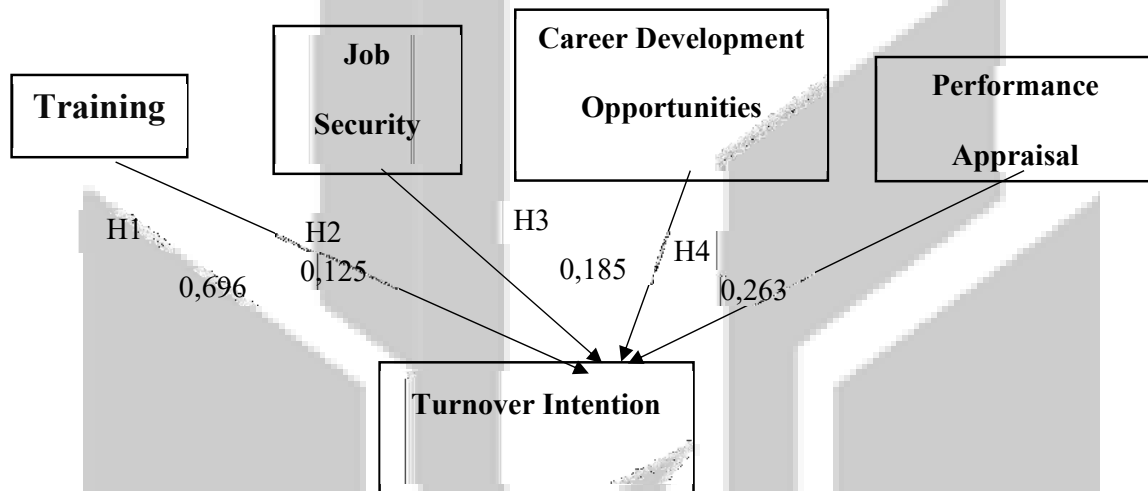 Training
Job
Security
Career Development
Opportunities
Performance
Appraisal
H1
0,696
H2
0,125
H3
0,185
H4
0,263
Turnover Intention